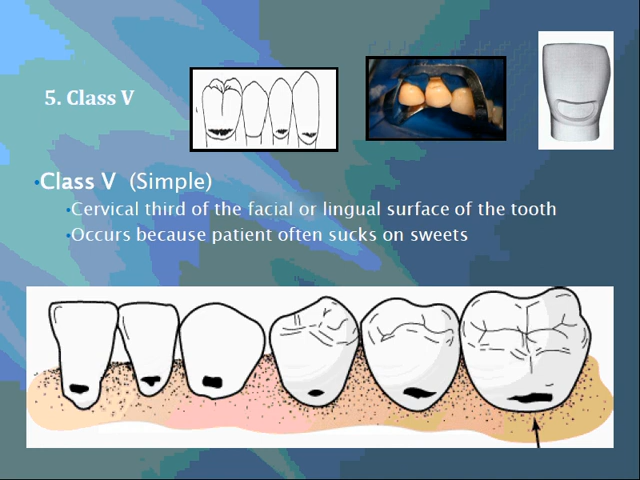 5. Class V
•Class V (Simple)
•Cervical third of the facial or lingual surface of the tooth
•Occurs because patient often sucks on sweets